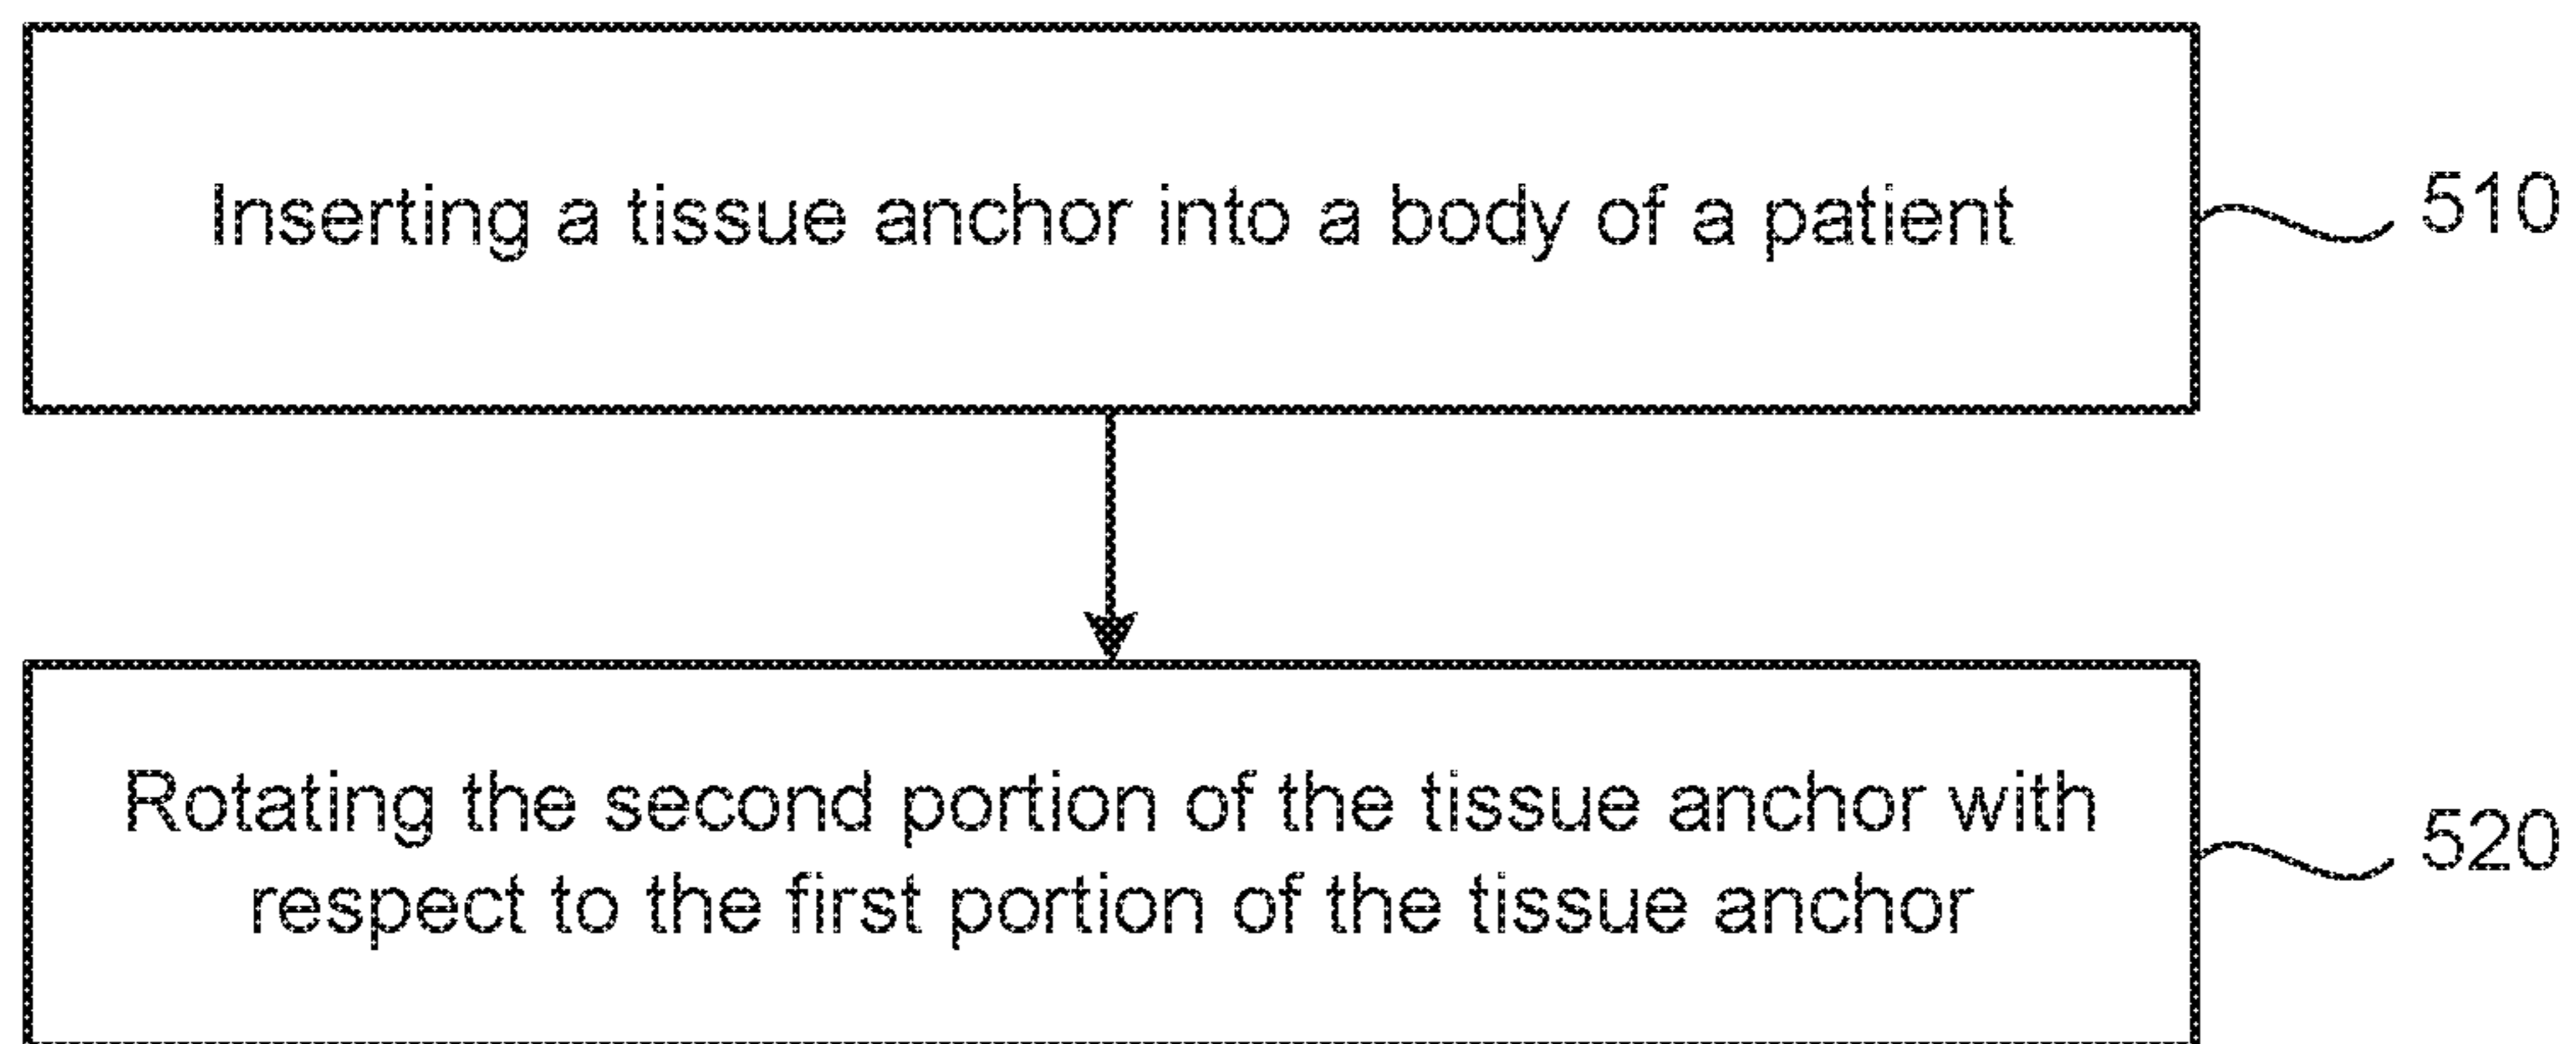 Inserting a tissue anchor into a body of a patient
510
Rotating the second portion of the tissue anchor with
respect to the first portion of the tissue anchor
520